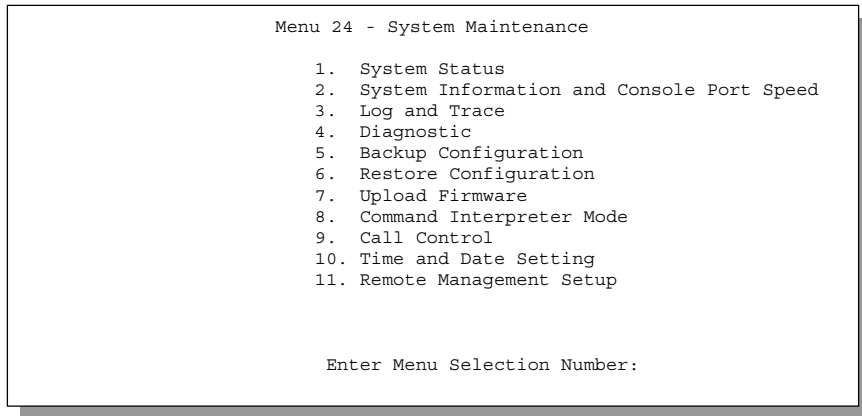 Menu 24 - System Maintenance
1. System Status
2. System Information and Console Port Speed
3. Log and Trace
4. Diagnostic
5. Backup Configuration
6. Restore Configuration
7. Upload Firmware
8. Command Interpreter Mode
9. Call Control
10. Time and Date Setting
11. Remote Management Setup
Enter Menu Selection Number: